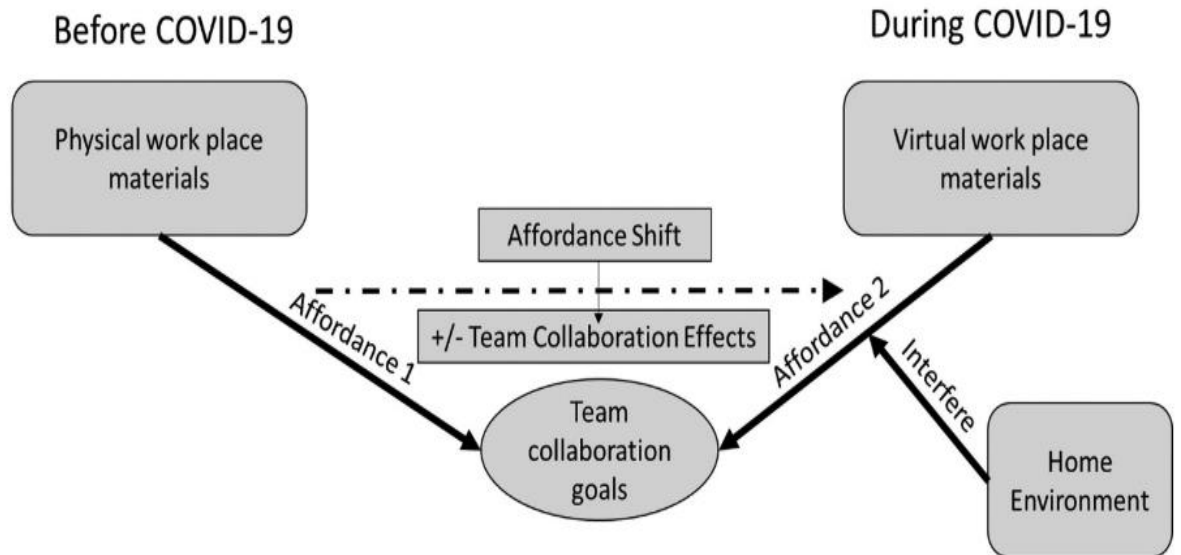 Before COVID-19
During COVID-19
Physical work place
materials
Virtual work place
materials
Affordance Shift
Affordance 1
+/- Team Collaboration Effects
Affordance 2
Interfere
Team
collaboration
goals
Home
Environment